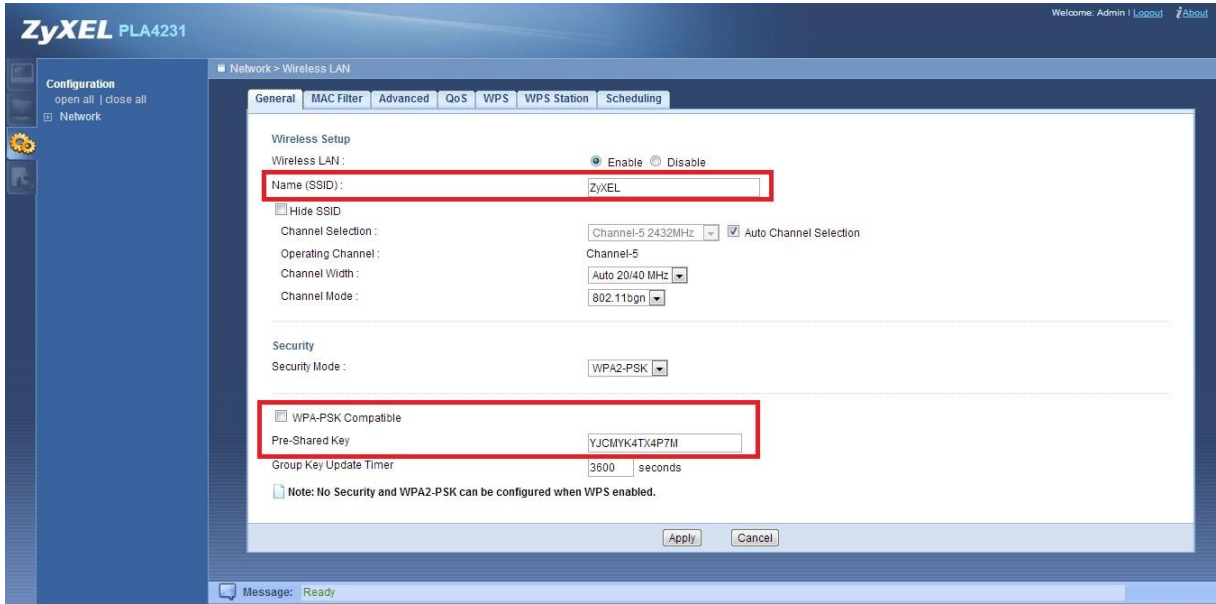 Welcome: Admin | Logout About
ZyXEL PLA4231
Network > Wireless LAN
Configuration
open all | close all
Network
General MAC Filter Advanced QoS WPS WPS Station Scheduling
Wireless Setup
Wireless LAN : Enable Disable
Name (SSID) : ZyXEL
Hide SSID
Channel Selection : Channel-5 2432MHz Auto Channel Selection
Operating Channel : Channel-5
Channel Width : Auto 20/40 MHz
Channel Mode : 802.11bgn
Security
Security Mode : WPA2-PSK
WPA-PSK Compatible
Pre-Shared Key YJCMYK4TX4P7M
Group Key Update Timer 3600 seconds
Note: No Security and WPA2-PSK can be configured when WPS enabled.
Apply Cancel
Message: Ready